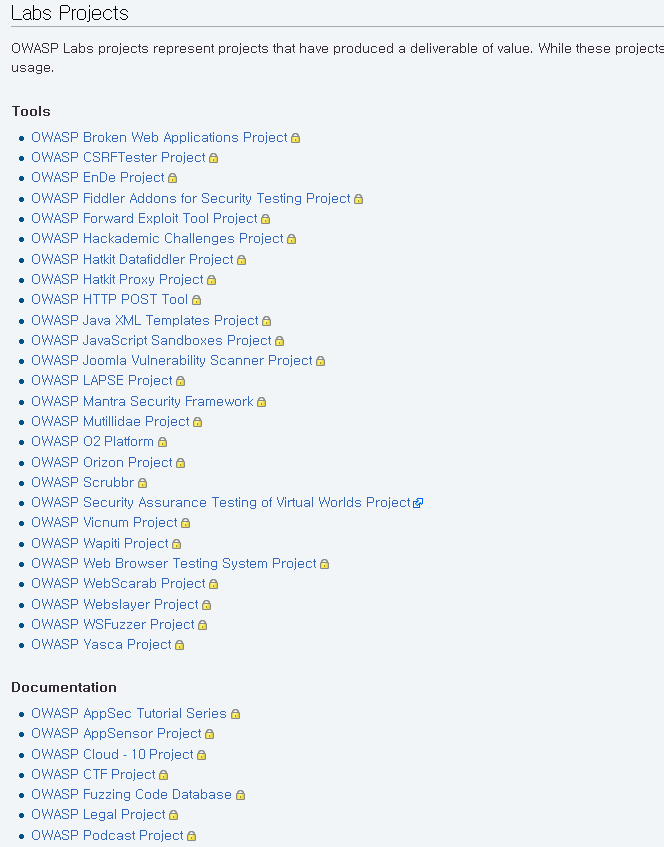 Labs Projects
OWASP Labs projects represent projects that have produced a deliverable of value. While these projects
usage.
Tools
OWASP Broken Web Applications Project
OWASP CSRFTester Project
OWASP EnDe Project
OWASP Fiddler Addons for Security Testing Project
OWASP Forward Exploit Tool Project
OWASP Hackademic Challenges Project
OWASP Hatkit Datafiddler Project
OWASP Hatkit Proxy Project
OWASP HTTP POST Tool
OWASP Java XML Templates Project
OWASP JavaScript Sandboxes Project
OWASP Joomla Vulnerability Scanner Project
OWASP LAPSE Project
OWASP Mantra Security Framework
OWASP Mutillidae Project
OWASP O2 Platform
OWASP Orizon Project
OWASP Scrubbr
OWASP Security Assurance Testing of Virtual Worlds Project
OWASP Vicnum Project
OWASP Wapiti Project
OWASP Web Browser Testing System Project
OWASP WebScarab Project
OWASP Webslayer Project
OWASP WSFuzzer Project
OWASP Yasca Project
Documentation
OWASP AppSec Tutorial Series
OWASP AppSensor Project
OWASP Cloud - 10 Project
OWASP CTF Project
OWASP Fuzzing Code Database
OWASP Legal Project
OWASP Podcast Project